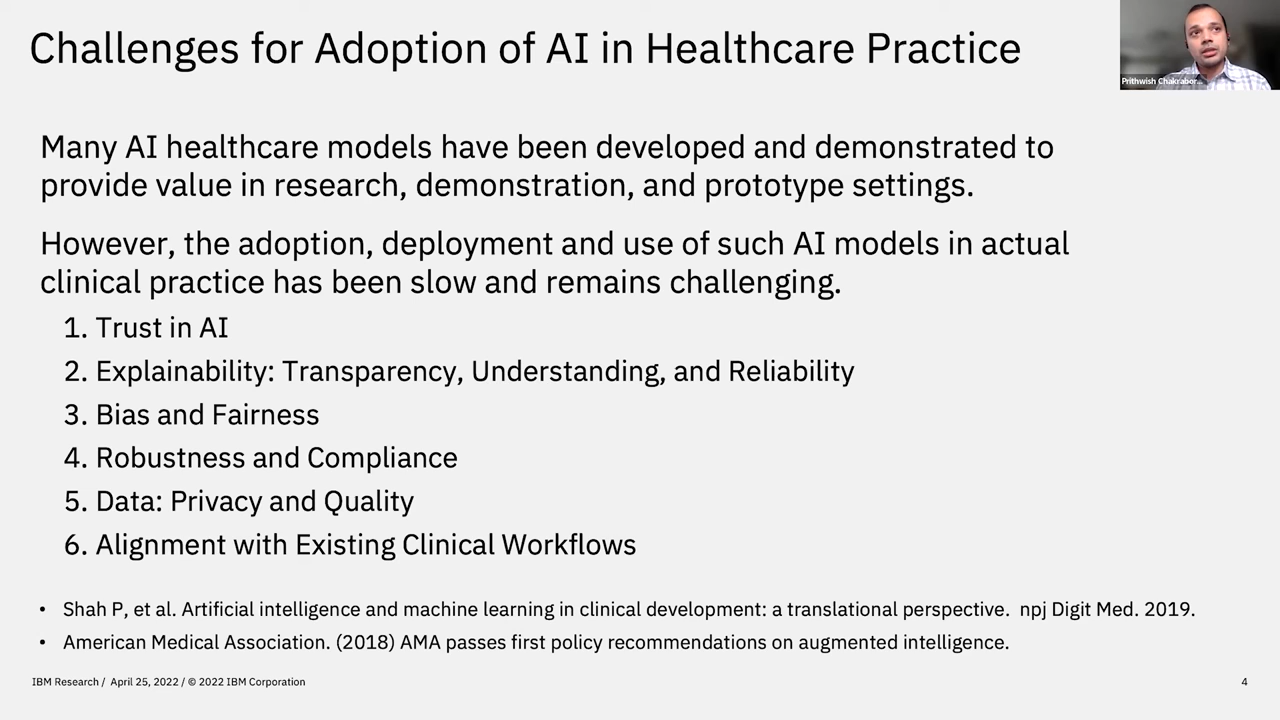 Challenges for Adoption of AI in Healthcare Practice
Prithwish Chakrabor...
Many AI healthcare models have been developed and demonstrated to
provide value in research, demonstration, and prototype settings.
However, the adoption, deployment and use of such AI models in actual
clinical practice has been slow and remains challenging.
1. Trust in AI
2. Explainability: Transparency, Understanding, and Reliability
3. Bias and Fairness
4. Robustness and Compliance
5. Data: Privacy and Quality
6. Alignment with Existing Clinical Workflows
• Shah P, et al. Artificial intelligence and machine learning in clinical development: a translational perspective. npj Digit Med. 2019.
• American Medical Association. (2018) AMA passes first policy recommendations on augmented intelligence.
IBM Research / April 25, 2022 / © 2022 IBM Corporation
4